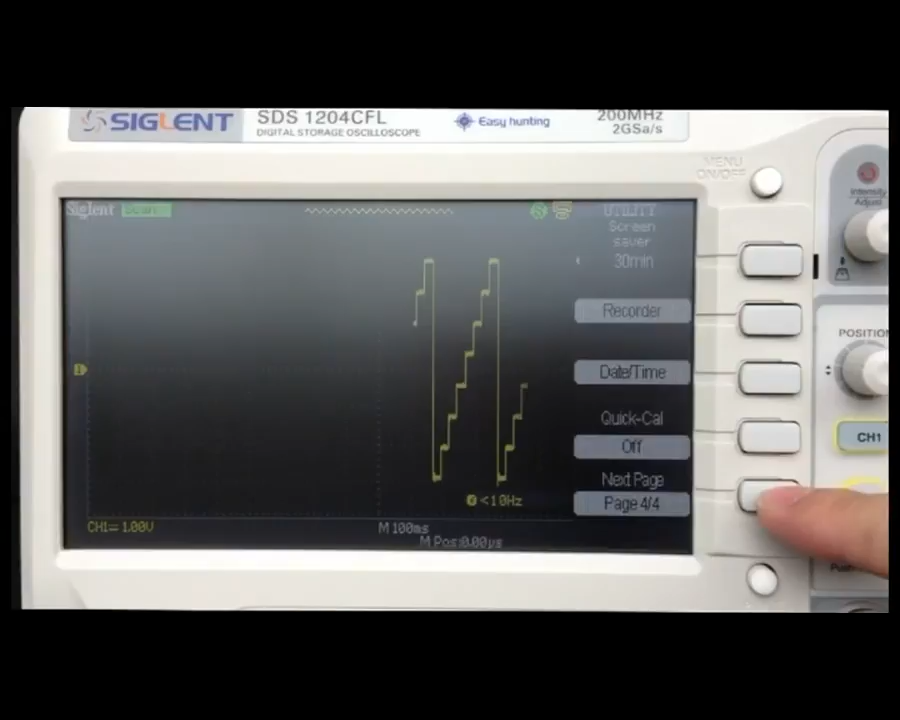 SIGLENT
SDS 1204CFL
DIGITAL STORAGE OSCILLOSCOPE
Easy hunting
200MHz
2GSa/s
MENU
ON/OFF
Intensity
Adjust
Siglent
Scan
UTILITY
Screen
saver
30min
Recorder
Date/Time
Quick-Cal
Off
Next Page
Page 4/4
<10Hz
CH1= 1.00V
M 100ms
M Pos:0.00µs
POSITION
CH1